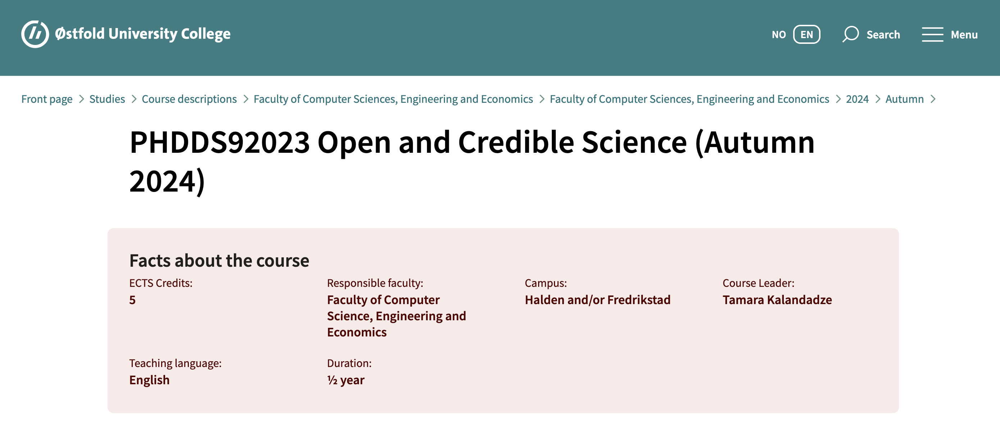 Østfold University College
NO EN Search Menu
Front page > Studies > Course descriptions > Faculty of Computer Sciences, Engineering and Economics > Faculty of Computer Sciences, Engineering and Economics > 2024 > Autumn >
PHDDS92023 Open and Credible Science (Autumn
2024)
Facts about the course
ECTS Credits:
5
Responsible faculty:
Faculty of Computer
Science, Engineering and
Economics
Campus:
Halden and/or Fredrikstad
Course Leader:
Tamara Kalandadze
Teaching language:
English
Duration:
½ year